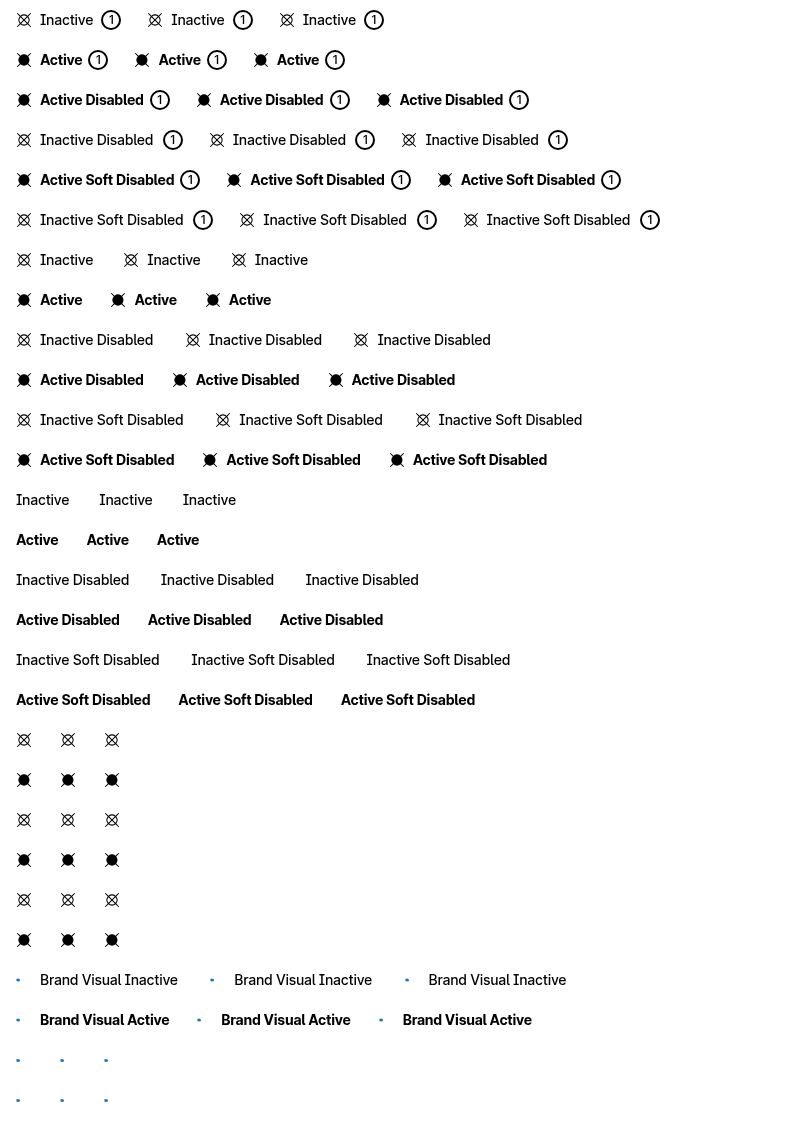 Inactive 1 Inactive 1 Inactive 1
Active 1 Active 1 Active 1
Active Disabled 1 Active Disabled 1 Active Disabled 1
Inactive Disabled 1 Inactive Disabled 1 Inactive Disabled 1
Active Soft Disabled 1 Active Soft Disabled 1 Active Soft Disabled 1
Inactive Soft Disabled 1 Inactive Soft Disabled 1 Inactive Soft Disabled 1
Inactive Inactive Inactive
Active Active Active
Inactive Disabled Inactive Disabled Inactive Disabled
Active Disabled Active Disabled Active Disabled
Inactive Soft Disabled Inactive Soft Disabled Inactive Soft Disabled
Active Soft Disabled Active Soft Disabled Active Soft Disabled
Inactive Inactive Inactive
Active Active Active
Inactive Disabled Inactive Disabled Inactive Disabled
Active Disabled Active Disabled Active Disabled
Inactive Soft Disabled Inactive Soft Disabled Inactive Soft Disabled
Active Soft Disabled Active Soft Disabled Active Soft Disabled
Brand Visual Inactive Brand Visual Inactive Brand Visual Inactive
Brand Visual Active Brand Visual Active Brand Visual Active